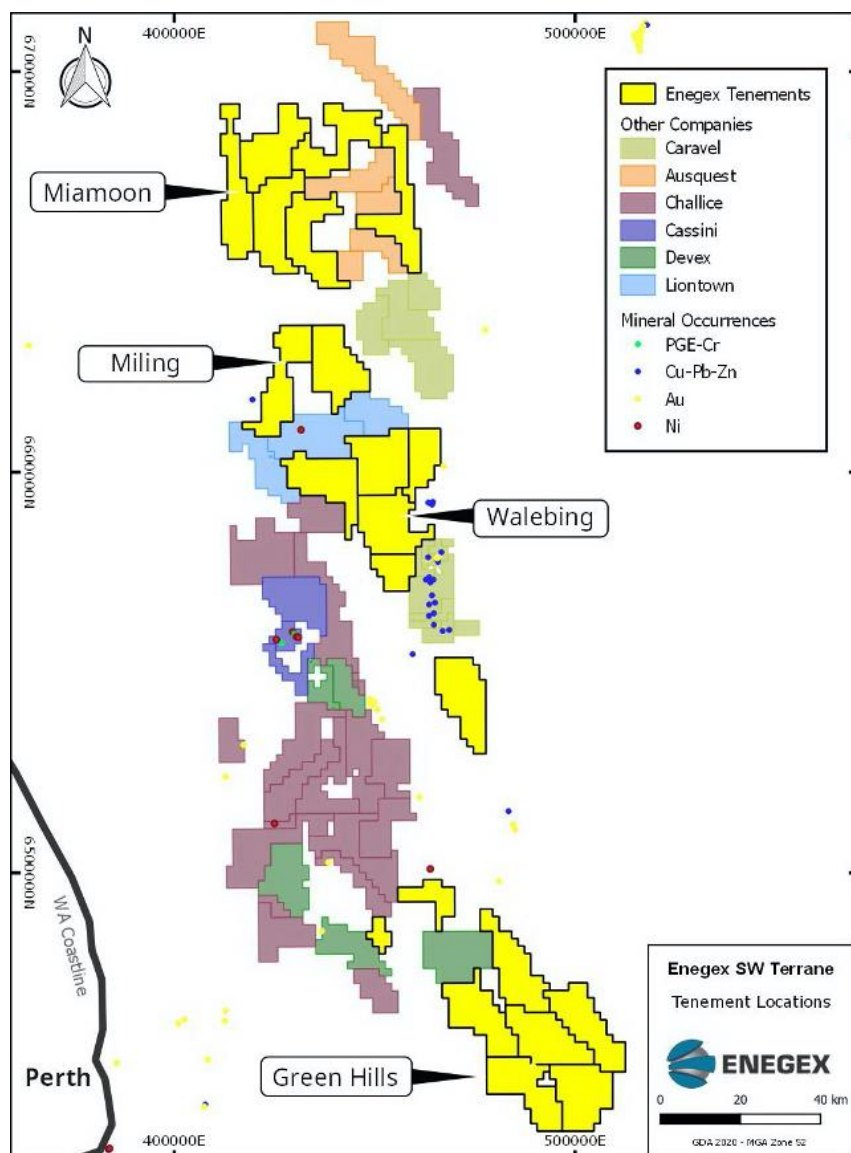 400000E
500000E
6700000N
N
Enegex Tenements
Other Companies
Caravel
Ausquest
Challice
Cassini
Devex
Liontown
Mineral Occurrences
PGE-Cr
Cu-Pb-Zn
Au
Ni
Miamoon
Miling
6600000N
6600000N
Walebing
6500000N
6500000N
WA Coastline
Perth
Green Hills
Enegex SW Terrane
Tenement Locations
ENEGEX
0 20 40 km
GDA 2020 - MGA Zone 52
400000E
500000E